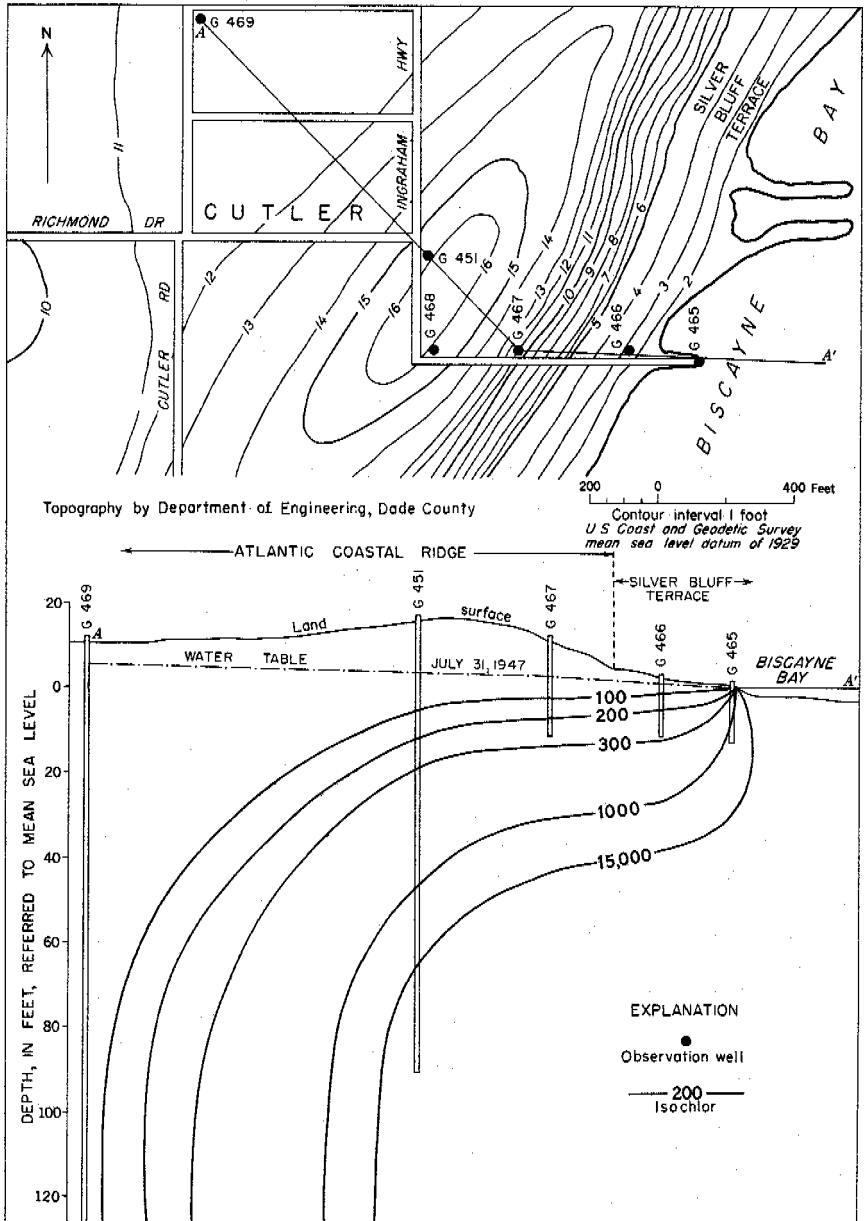 N
G 469
A
HWY
INGRAHAM
SILVER
BLUFF
TERRACE
BAY
11
CUTLER
RICHMOND DR
G 451
16
15
14
13
12
11
10
9
8
7
6
5
4
3
2
12
13
14
15
16
10
G 468
G 467
G 466
G 465
A'
CUTLER RD
BISCAYNE
Topography by Department of Engineering, Dade County
200 0 400 Feet
Contour interval 1 foot
U S Coast and Geodetic Survey
mean sea level datum of 1929
ATLANTIC COASTAL RIDGE
SILVER BLUFF
TERRACE
G 469
G 451
G 467
G 466
G 465
A
Land surface
WATER TABLE JULY 31, 1947
BISCAYNE
BAY
A'
DEPTH, IN FEET, REFERRED TO MEAN SEA LEVEL
20
0
20
40
60
80
100
120
100
200
300
1000
15,000
EXPLANATION
Observation well
200
Isochlor